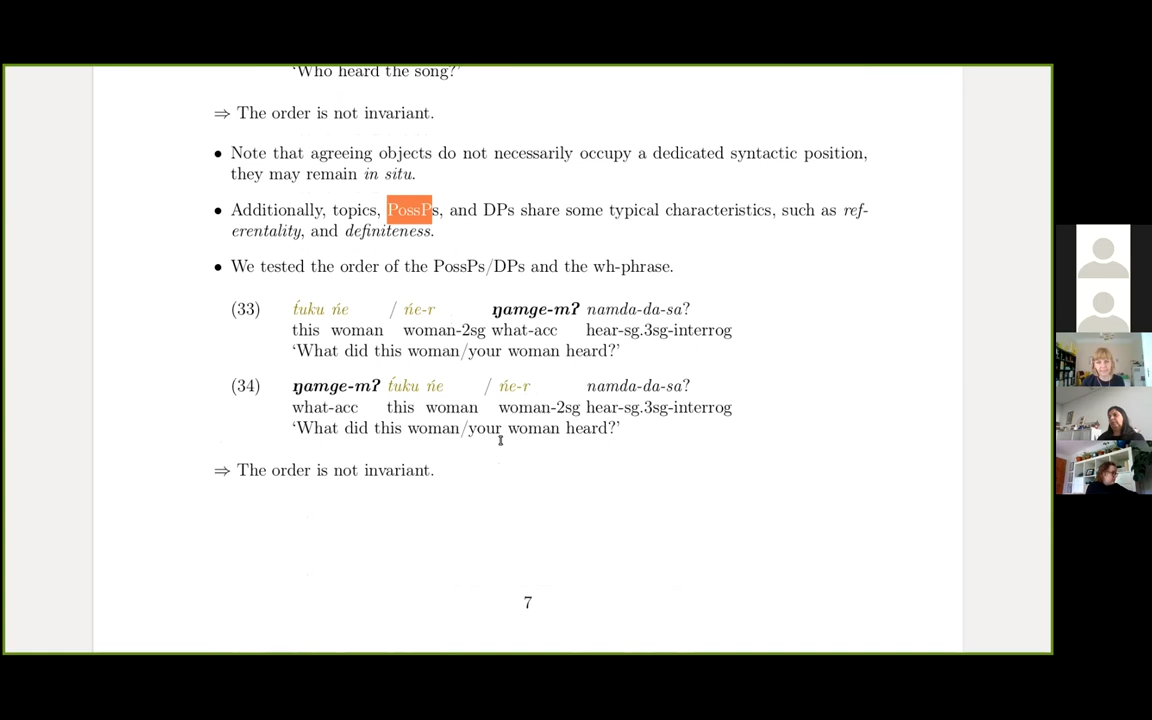 ‘Who heard the song?’
⇒ The order is not invariant.
• Note that agreeing objects do not necessarily occupy a dedicated syntactic position,
they may remain in situ.
• Additionally, topics, PossPs, and DPs share some typical characteristics, such as ref-
erentiality, and definiteness.
• We tested the order of the PossPs/DPs and the wh-phrase.
(33) t́uku ńe / ńe-r ŋamge-mʔ namda-da-sa?
this woman woman-2sg what-acc hear-sg.3sg-interrog
‘What did this woman/your woman heard?’
(34) ŋamge-mʔ t́uku ńe / ńe-r namda-da-sa?
what-acc this woman woman-2sg hear-sg.3sg-interrog
‘What did this woman/your woman heard?’
⇒ The order is not invariant.
7